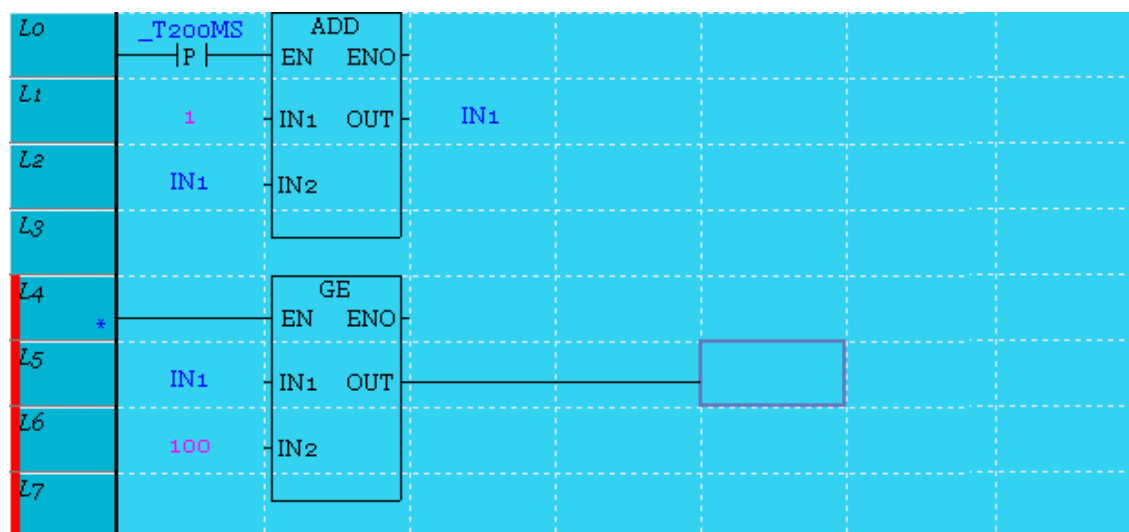 L0 _T200MS ADD
P EN ENO
L1 1 IN1 OUT IN1
L2 IN1 IN2
L3
L4 GE
* EN ENO
L5 IN1 IN1 OUT
L6 100 IN2
L7